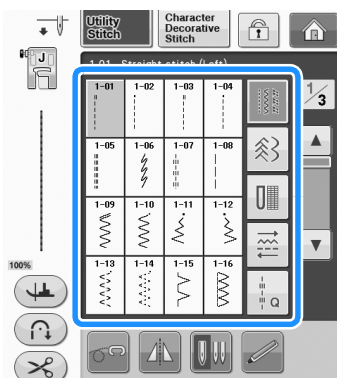 Utility
Stitch
Character
Decorative
Stitch
J
1-01 Straight stitch (Left)
1/3
1-01 1-02 1-03 1-04
1-05 1-06 1-07 1-08
1-09 1-10 1-11 1-12
1-13 1-14 1-15 1-16
Q
100%